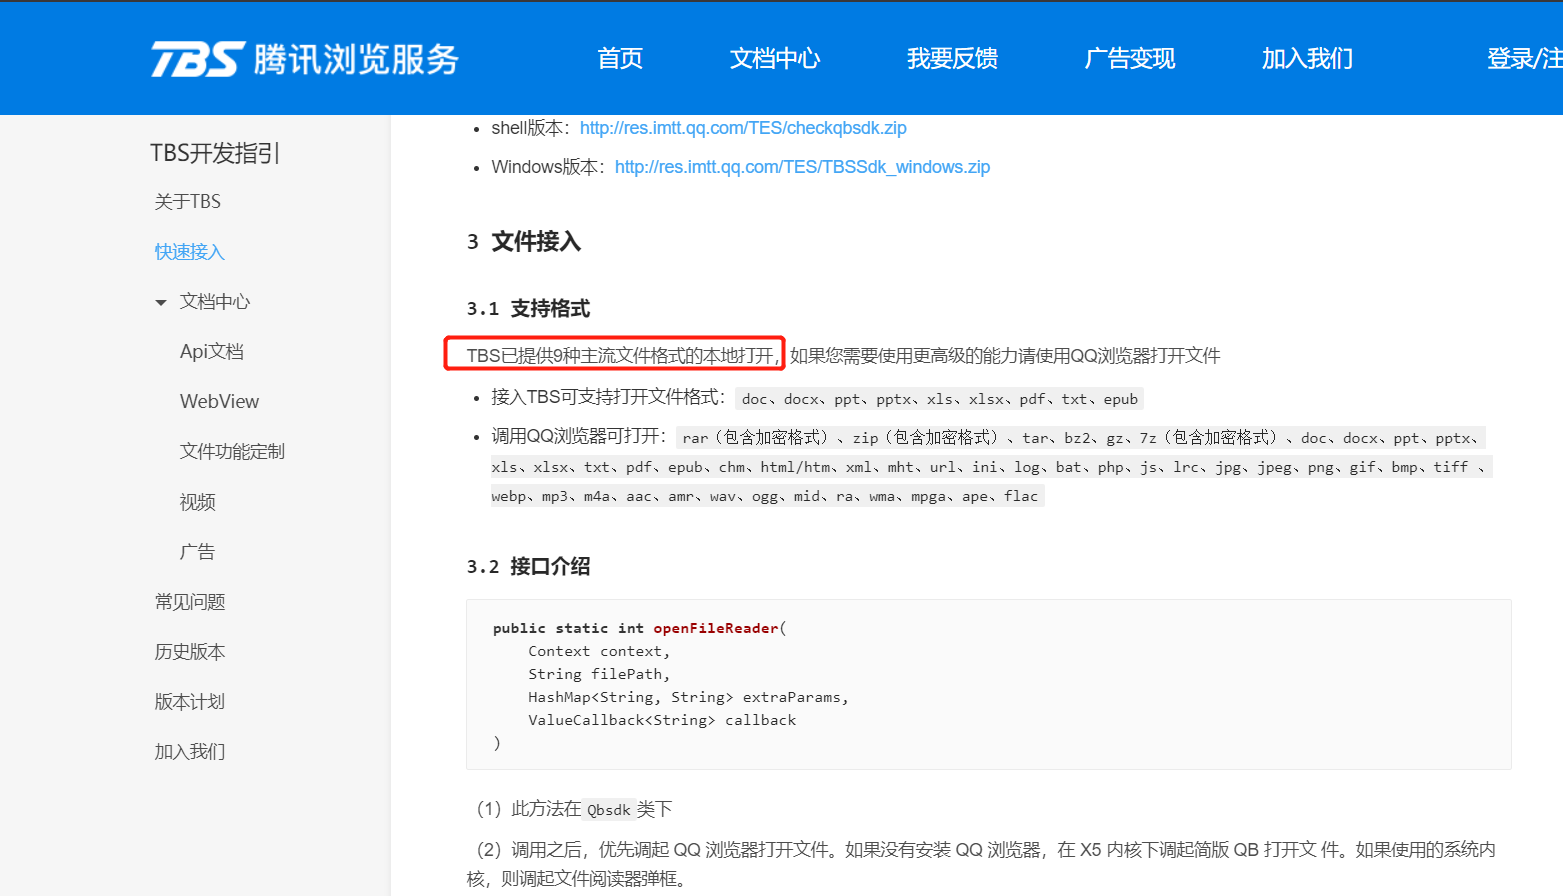 TBS 腾讯浏览服务 首页 文档中心 我要反馈 广告变现 加入我们 登录/注
TBS开发指引
关于TBS
快速接入
文档中心
Api文档
WebView
文件功能定制
视频
广告
常见问题
历史版本
版本计划
加入我们
shell版本：http://res.imtt.qq.com/TES/checkqbsdk.zip
Windows版本：http://res.imtt.qq.com/TES/TBSSdk_windows.zip
3 文件接入
3.1 支持格式
TBS已提供9种主流文件格式的本地打开，如果您需要使用更高级的能力请使用QQ浏览器打开文件
接入TBS可支持打开文件格式：doc、docx、ppt、pptx、xls、xlsx、pdf、txt、epub
调用QQ浏览器可打开：rar（包含加密格式）、zip（包含加密格式）、tar、bz2、gz、7z（包含加密格式）、doc、docx、ppt、pptx、
xls、xlsx、txt、pdf、epub、chm、html/htm、xml、mht、url、ini、log、bat、php、js、lrc、jpg、jpeg、png、gif、bmp、tiff 、
webp、mp3、m4a、aac、amr、wav、ogg、mid、ra、wma、mpga、ape、flac
3.2 接口介绍
public static int openFileReader(
Context context,
String filePath,
HashMap<String, String> extraParams,
ValueCallback<String> callback
)
（1）此方法在 Qbsdk 类下
（2）调用之后，优先调起 QQ 浏览器打开文件。如果没有安装 QQ 浏览器，在 X5 内核下调起简版 QB 打开文 件。如果使用的系统内
核，则调起文件阅读器弹框。